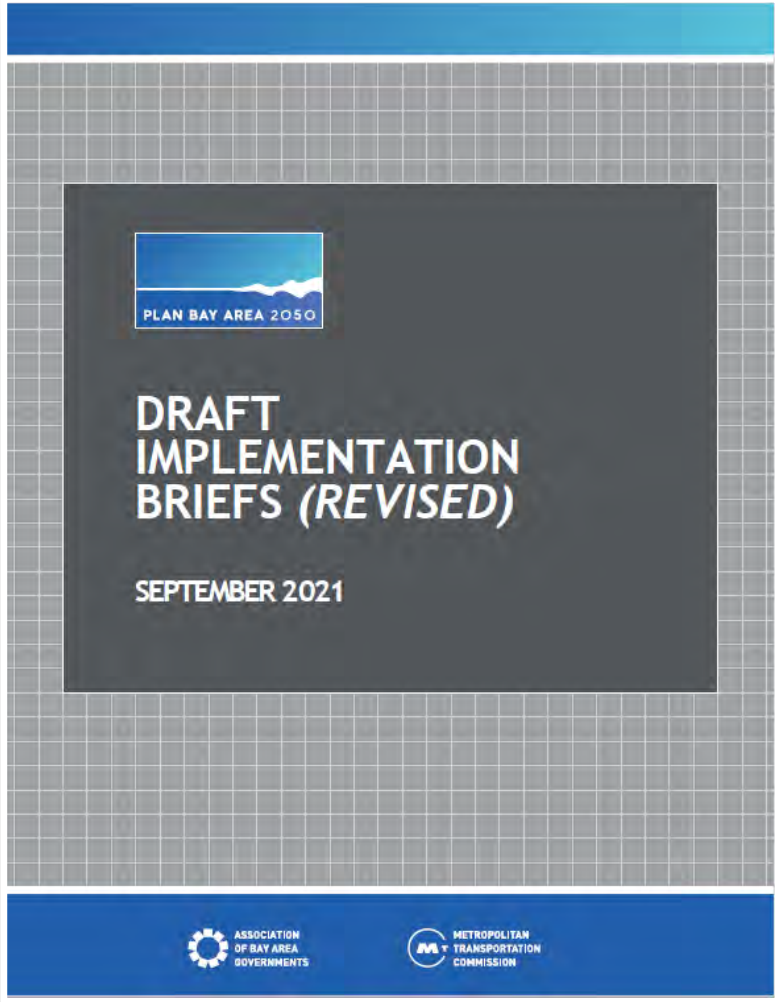 PLAN BAY AREA 2050
DRAFT
IMPLEMENTATION
BRIEFS (REVISED)
SEPTEMBER 2021
ASSOCIATION
OF BAY AREA
GOVERNMENTS
M T
METROPOLITAN
TRANSPORTATION
COMMISSION